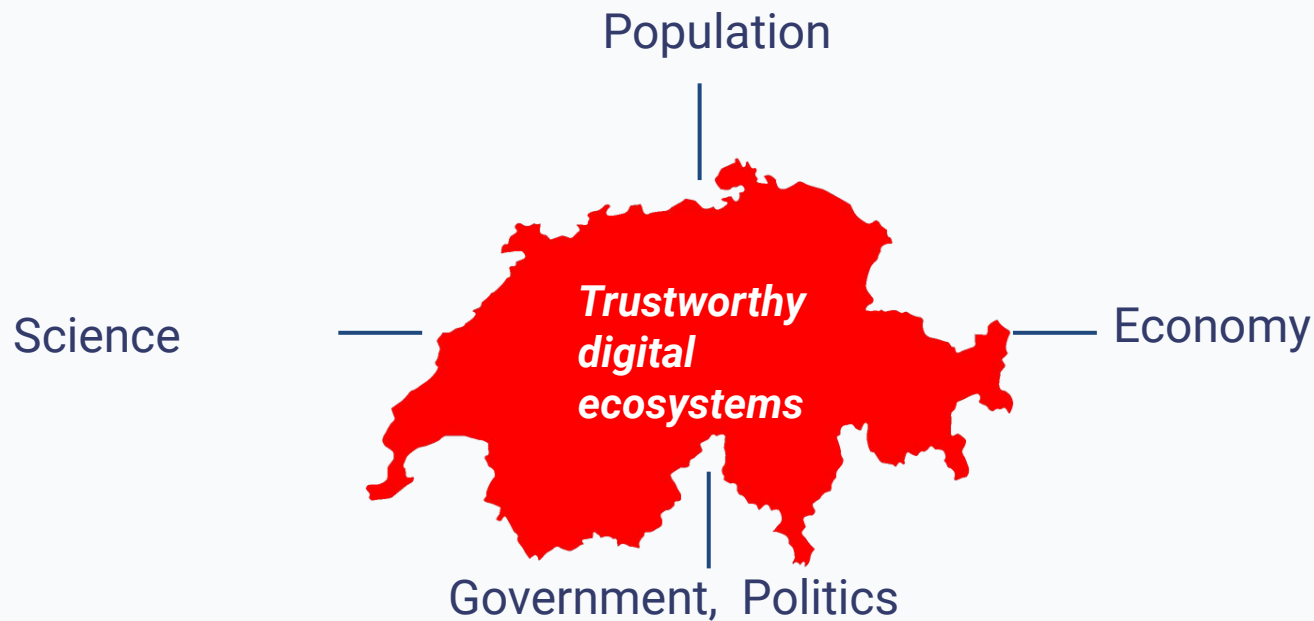 Population
Science
Trustworthy
digital
ecosystems
Economy
Government, Politics